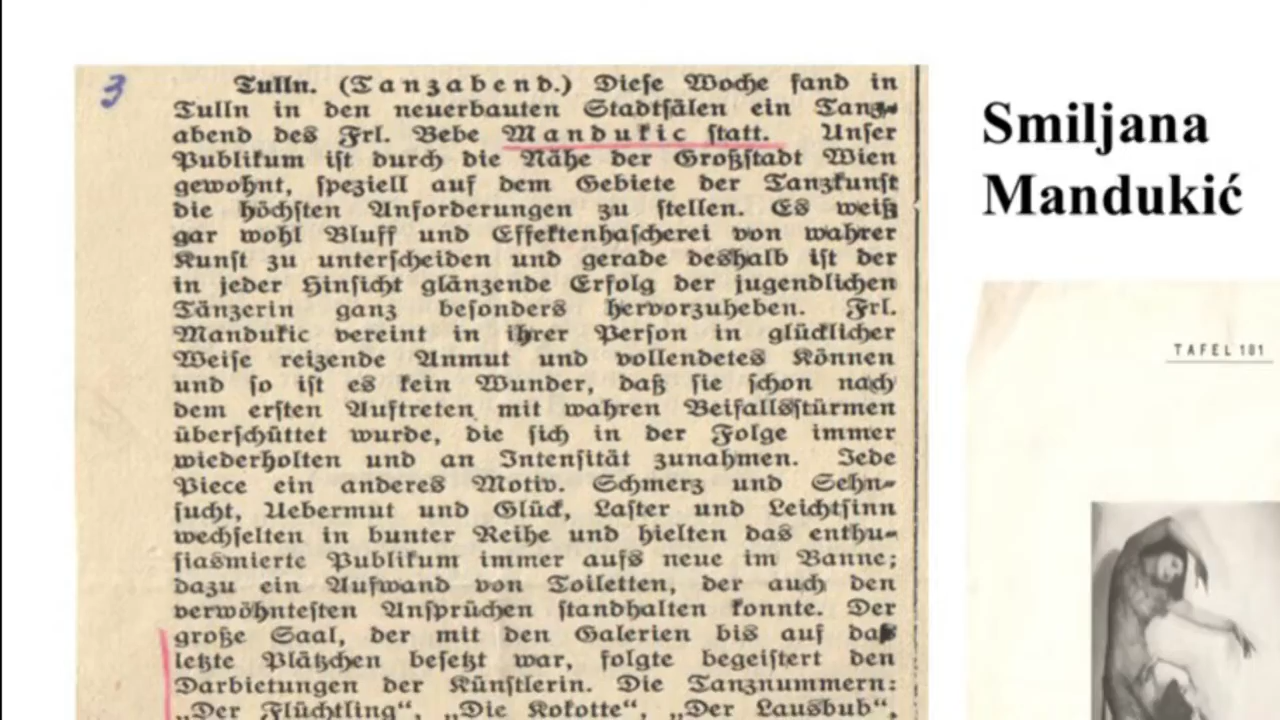 3
Tulln. (Tanzabend.) Diese Woche fand in
Tulln in den neuerbauten Stadtsälen ein Tanz-
abend des Frl. Bebe Mandukic statt. Unser
Publikum ist durch die Nähe der Großstadt Wien
gewohnt, speziell auf dem Gebiete der Tanzkunst
die höchsten Anforderungen zu stellen. Es weiß
gar wohl Bluff und Effektenhascherei von wahrer
Kunst zu unterscheiden und gerade deshalb ist der
in jeder Hinsicht glänzende Erfolg der jugendlichen
Tänzerin ganz besonders hervorzuheben. Frl.
Mandukic vereint in ihrer Person in glücklicher
Weise reizende Anmut und vollendetes Können
und so ist es kein Wunder, daß sie schon nach
dem ersten Auftreten mit wahren Beifallsstürmen
überschüttet wurde, die sich in der Folge immer
wiederholten und an Intensität zunahmen. Jede
Piece ein anderes Motiv. Schmerz und Sehn-
sucht, Uebermut und Glück, Laster und Leichtsinn
wechselten in bunter Reihe und hielten das enthu-
siasmierte Publikum immer aufs neue im Banne;
dazu ein Aufwand von Toiletten, der auch den
verwöhntesten Ansprüchen standhalten konnte. Der
große Saal, der mit den Galerien bis auf das
letzte Plätzchen besetzt war, folgte begeistert den
Darbietungen der Künstlerin. Die Tanznummern:
„Der Flüchtling“, „Die Kokotte“, „Der Lausbub“,
Smiljana
Mandukić
TAFEL 101